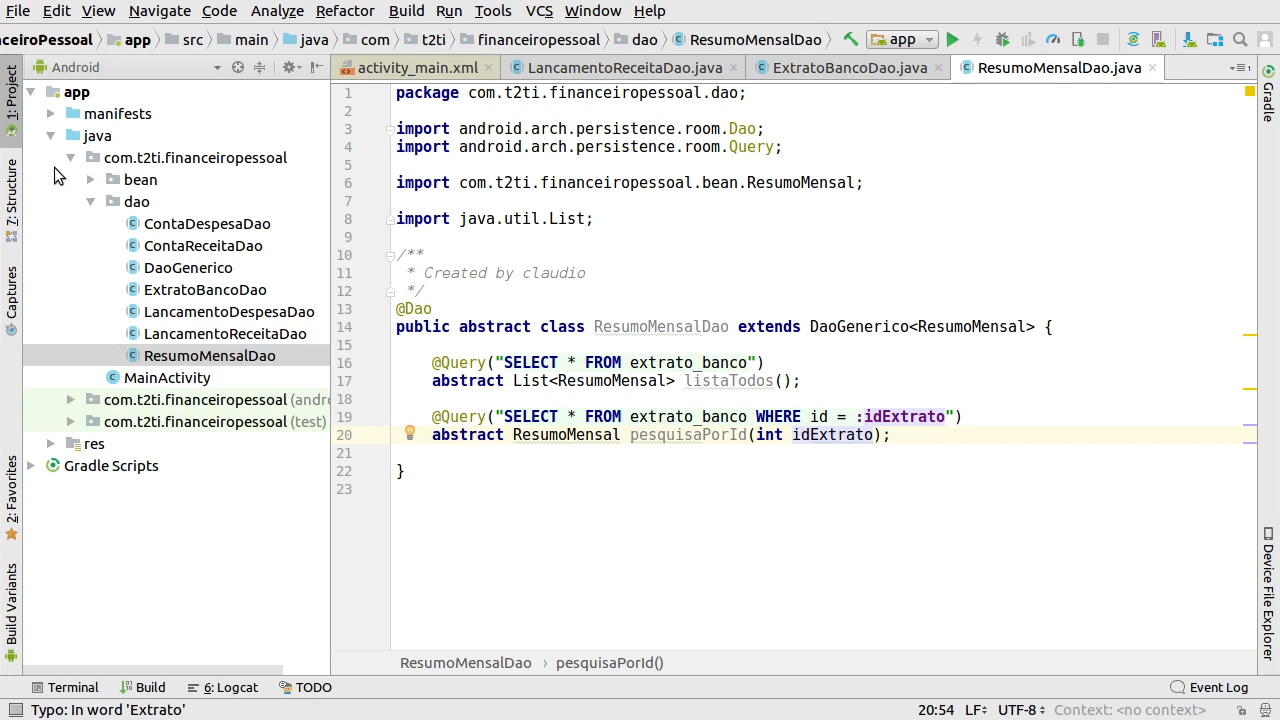 File Edit View Navigate Code Analyze Refactor Build Run Tools VCS Window Help
nceiroPessoal app src main java com t2ti financeiropessoal dao ResumoMensalDao app
1: Project
7: Structure
Captures
2: Favorites
Build Variants
Android
app
manifests
java
com.t2ti.financeiropessoal
bean
dao
ContaDespesaDao
ContaReceitaDao
DaoGenerico
ExtratoBancoDao
LancamentoDespesaDao
LancamentoReceitaDao
ResumoMensalDao
MainActivity
com.t2ti.financeiropessoal (andro
com.t2ti.financeiropessoal (test)
res
Gradle Scripts
activity_main.xml LancamentoReceitaDao.java ExtratoBancoDao.java ResumoMensalDao.java
1 package com.t2ti.financeiropessoal.dao;
2
3 import android.arch.persistence.room.Dao;
4 import android.arch.persistence.room.Query;
5
6 import com.t2ti.financeiropessoal.bean.ResumoMensal;
7
8 import java.util.List;
9
10 /**
11 * Created by claudio
12 */
13 @Dao
14 public abstract class ResumoMensalDao extends DaoGenerico<ResumoMensal> {
15
16 @Query("SELECT * FROM extrato_banco")
17 abstract List<ResumoMensal> listaTodos();
18
19 @Query("SELECT * FROM extrato_banco WHERE id = :idExtrato")
20 abstract ResumoMensal pesquisaPorId(int idExtrato);
21
22 }
23
ResumoMensalDao › pesquisaPorId()
Gradle
Device File Explorer
Terminal Build 6: Logcat TODO Event Log
Typo: In word 'Extrato' 20:54 LF UTF-8 Context: <no context>